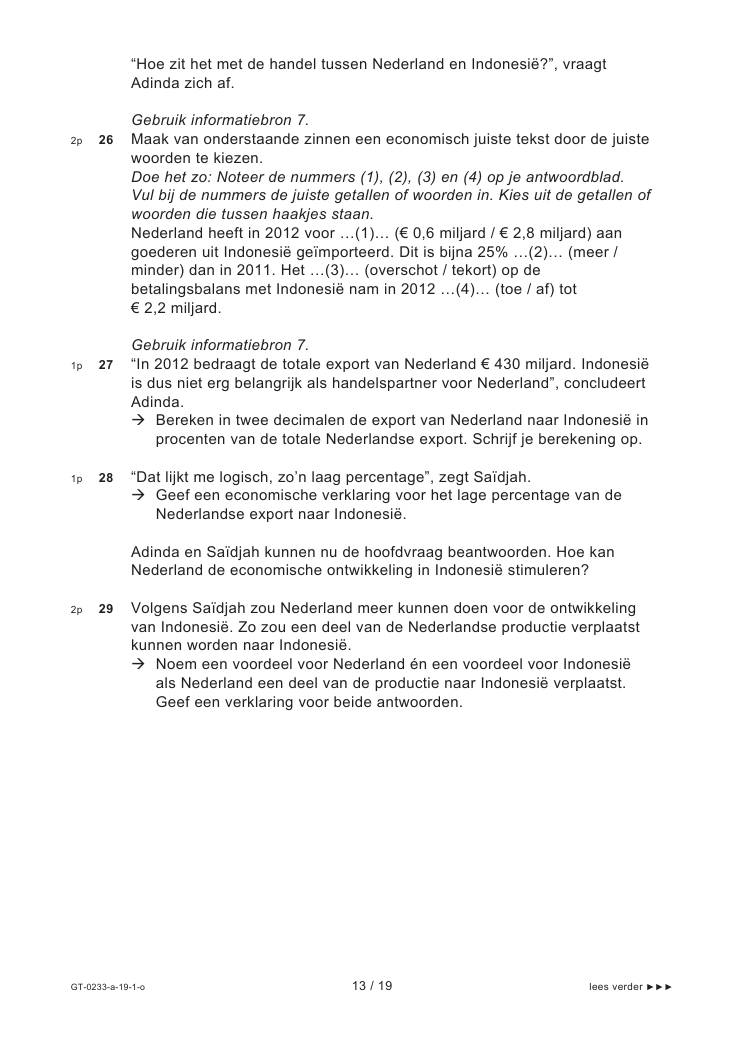 “Hoe zit het met de handel tussen Nederland en Indonesië?”, vraagt
Adinda zich af.
Gebruik informatiebron 7.
2p 26 Maak van onderstaande zinnen een economisch juiste tekst door de juiste
woorden te kiezen.
Doe het zo: Noteer de nummers (1), (2), (3) en (4) op je antwoordblad.
Vul bij de nummers de juiste getallen of woorden in. Kies uit de getallen of
woorden die tussen haakjes staan.
Nederland heeft in 2012 voor …(1)… (€ 0,6 miljard / € 2,8 miljard) aan
goederen uit Indonesië geïmporteerd. Dit is bijna 25% …(2)… (meer /
minder) dan in 2011. Het …(3)… (overschot / tekort) op de
betalingsbalans met Indonesië nam in 2012 …(4)… (toe / af) tot
€ 2,2 miljard.
Gebruik informatiebron 7.
1p 27 “In 2012 bedraagt de totale export van Nederland € 430 miljard. Indonesië
is dus niet erg belangrijk als handelspartner voor Nederland”, concludeert
Adinda.
→ Bereken in twee decimalen de export van Nederland naar Indonesië in
procenten van de totale Nederlandse export. Schrijf je berekening op.
1p 28 “Dat lijkt me logisch, zo’n laag percentage”, zegt Saïdjah.
→ Geef een economische verklaring voor het lage percentage van de
Nederlandse export naar Indonesië.
Adinda en Saïdjah kunnen nu de hoofdvraag beantwoorden. Hoe kan
Nederland de economische ontwikkeling in Indonesië stimuleren?
2p 29 Volgens Saïdjah zou Nederland meer kunnen doen voor de ontwikkeling
van Indonesië. Zo zou een deel van de Nederlandse productie verplaatst
kunnen worden naar Indonesië.
→ Noem een voordeel voor Nederland én een voordeel voor Indonesië
als Nederland een deel van de productie naar Indonesië verplaatst.
Geef een verklaring voor beide antwoorden.
GT-0233-a-19-1-o 13 / 19 lees verder ►►►